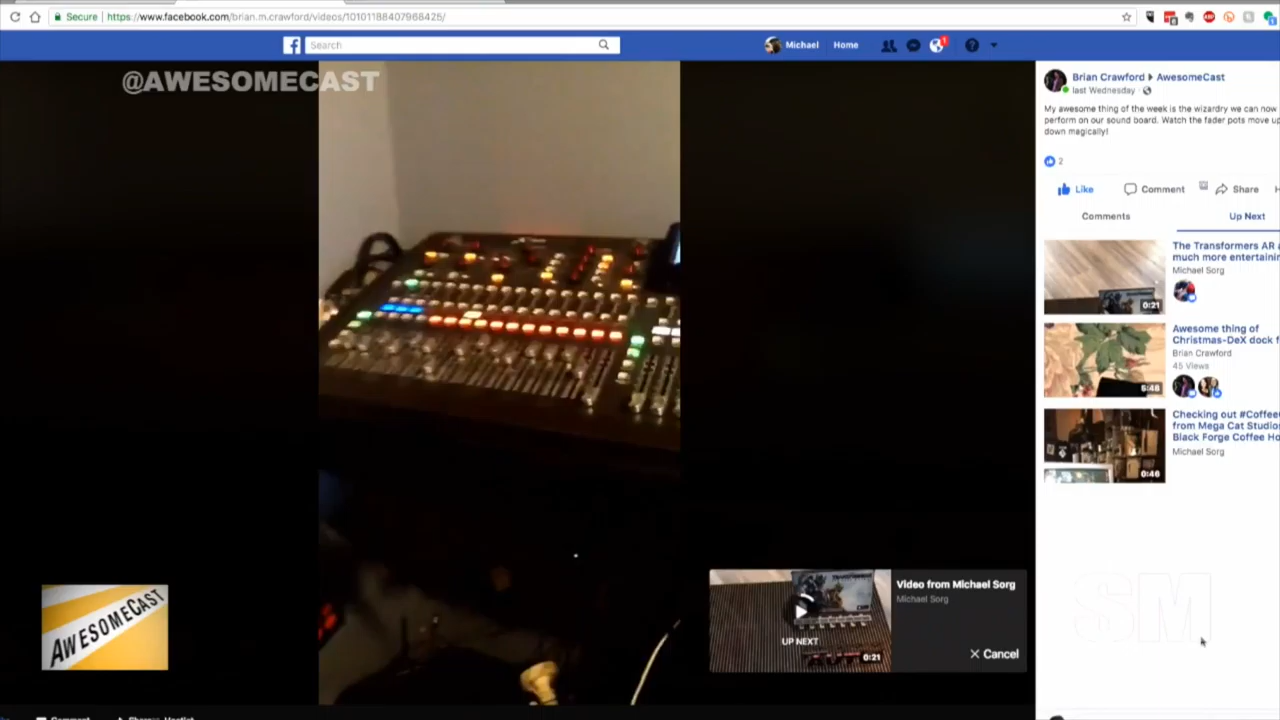 Secure https://www.facebook.com/brian.m.crawford/videos/10101188407968425/
f Search
Michael Home 1
@AWESOMECAST
Brian Crawford AwesomeCast
last Wednesday ·
My awesome thing of the week is the wizardry we can now
perform on our sound board. Watch the fader pots move up
down magically!
2
Like Comment Share H
Comments Up Next
The Transformers AR a
much more entertainin
Michael Sorg
0:21
Awesome thing of
Christmas-DeX dock f
Brian Crawford
45 Views
5:48
Checking out #Coffee
from Mega Cat Studios
Black Forge Coffee Ho
Michael Sorg
0:46
Video from Michael Sorg
Michael Sorg
UP NEXT
0:21
Cancel
AWESOMECAST
SM